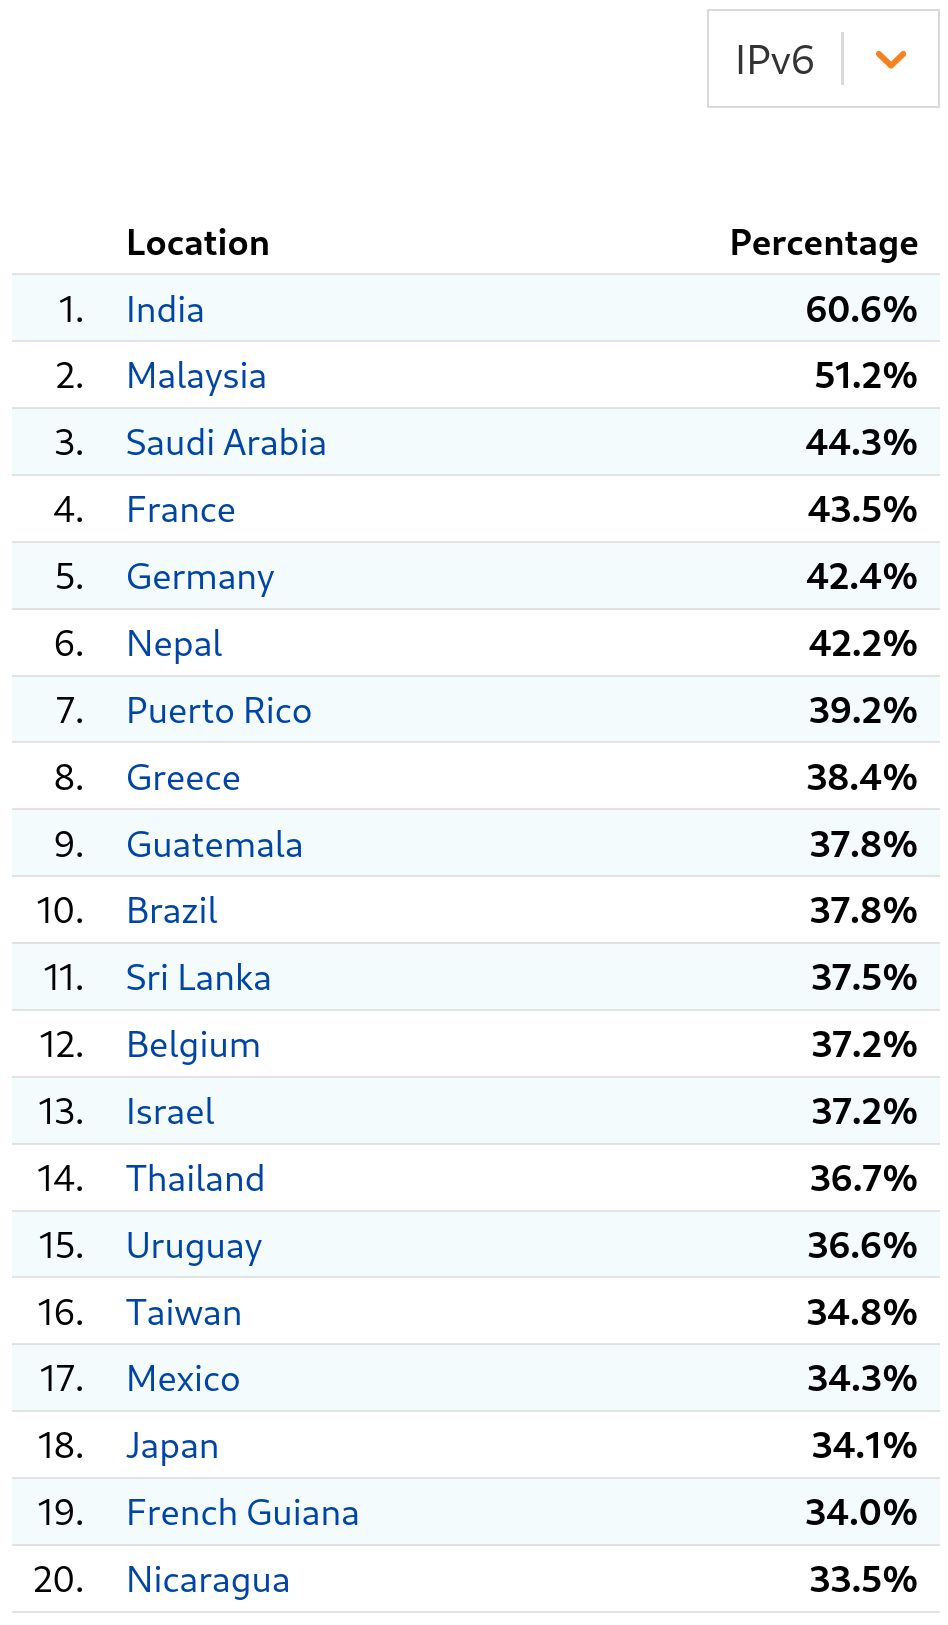 IPv6
Location Percentage
1. India 60.6%
2. Malaysia 51.2%
3. Saudi Arabia 44.3%
4. France 43.5%
5. Germany 42.4%
6. Nepal 42.2%
7. Puerto Rico 39.2%
8. Greece 38.4%
9. Guatemala 37.8%
10. Brazil 37.8%
11. Sri Lanka 37.5%
12. Belgium 37.2%
13. Israel 37.2%
14. Thailand 36.7%
15. Uruguay 36.6%
16. Taiwan 34.8%
17. Mexico 34.3%
18. Japan 34.1%
19. French Guiana 34.0%
20. Nicaragua 33.5%